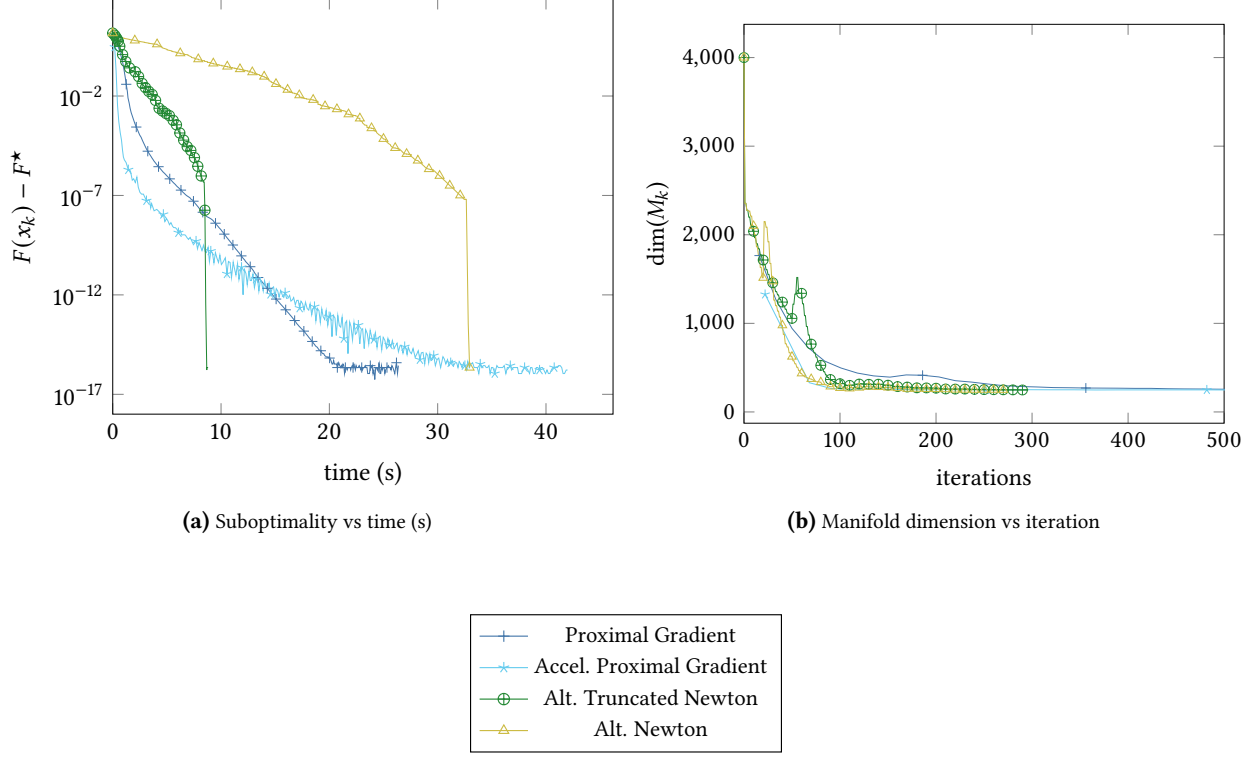 10−2
10−7
10−12
10−17
F(xk) − F★
0
10
20
30
40
time (s)
(a) Suboptimality vs time (s)
4,000
3,000
2,000
1,000
0
dim(Mk)
0
100
200
300
400
500
iterations
(b) Manifold dimension vs iteration
Proximal Gradient
Accel. Proximal Gradient
Alt. Truncated Newton
Alt. Newton